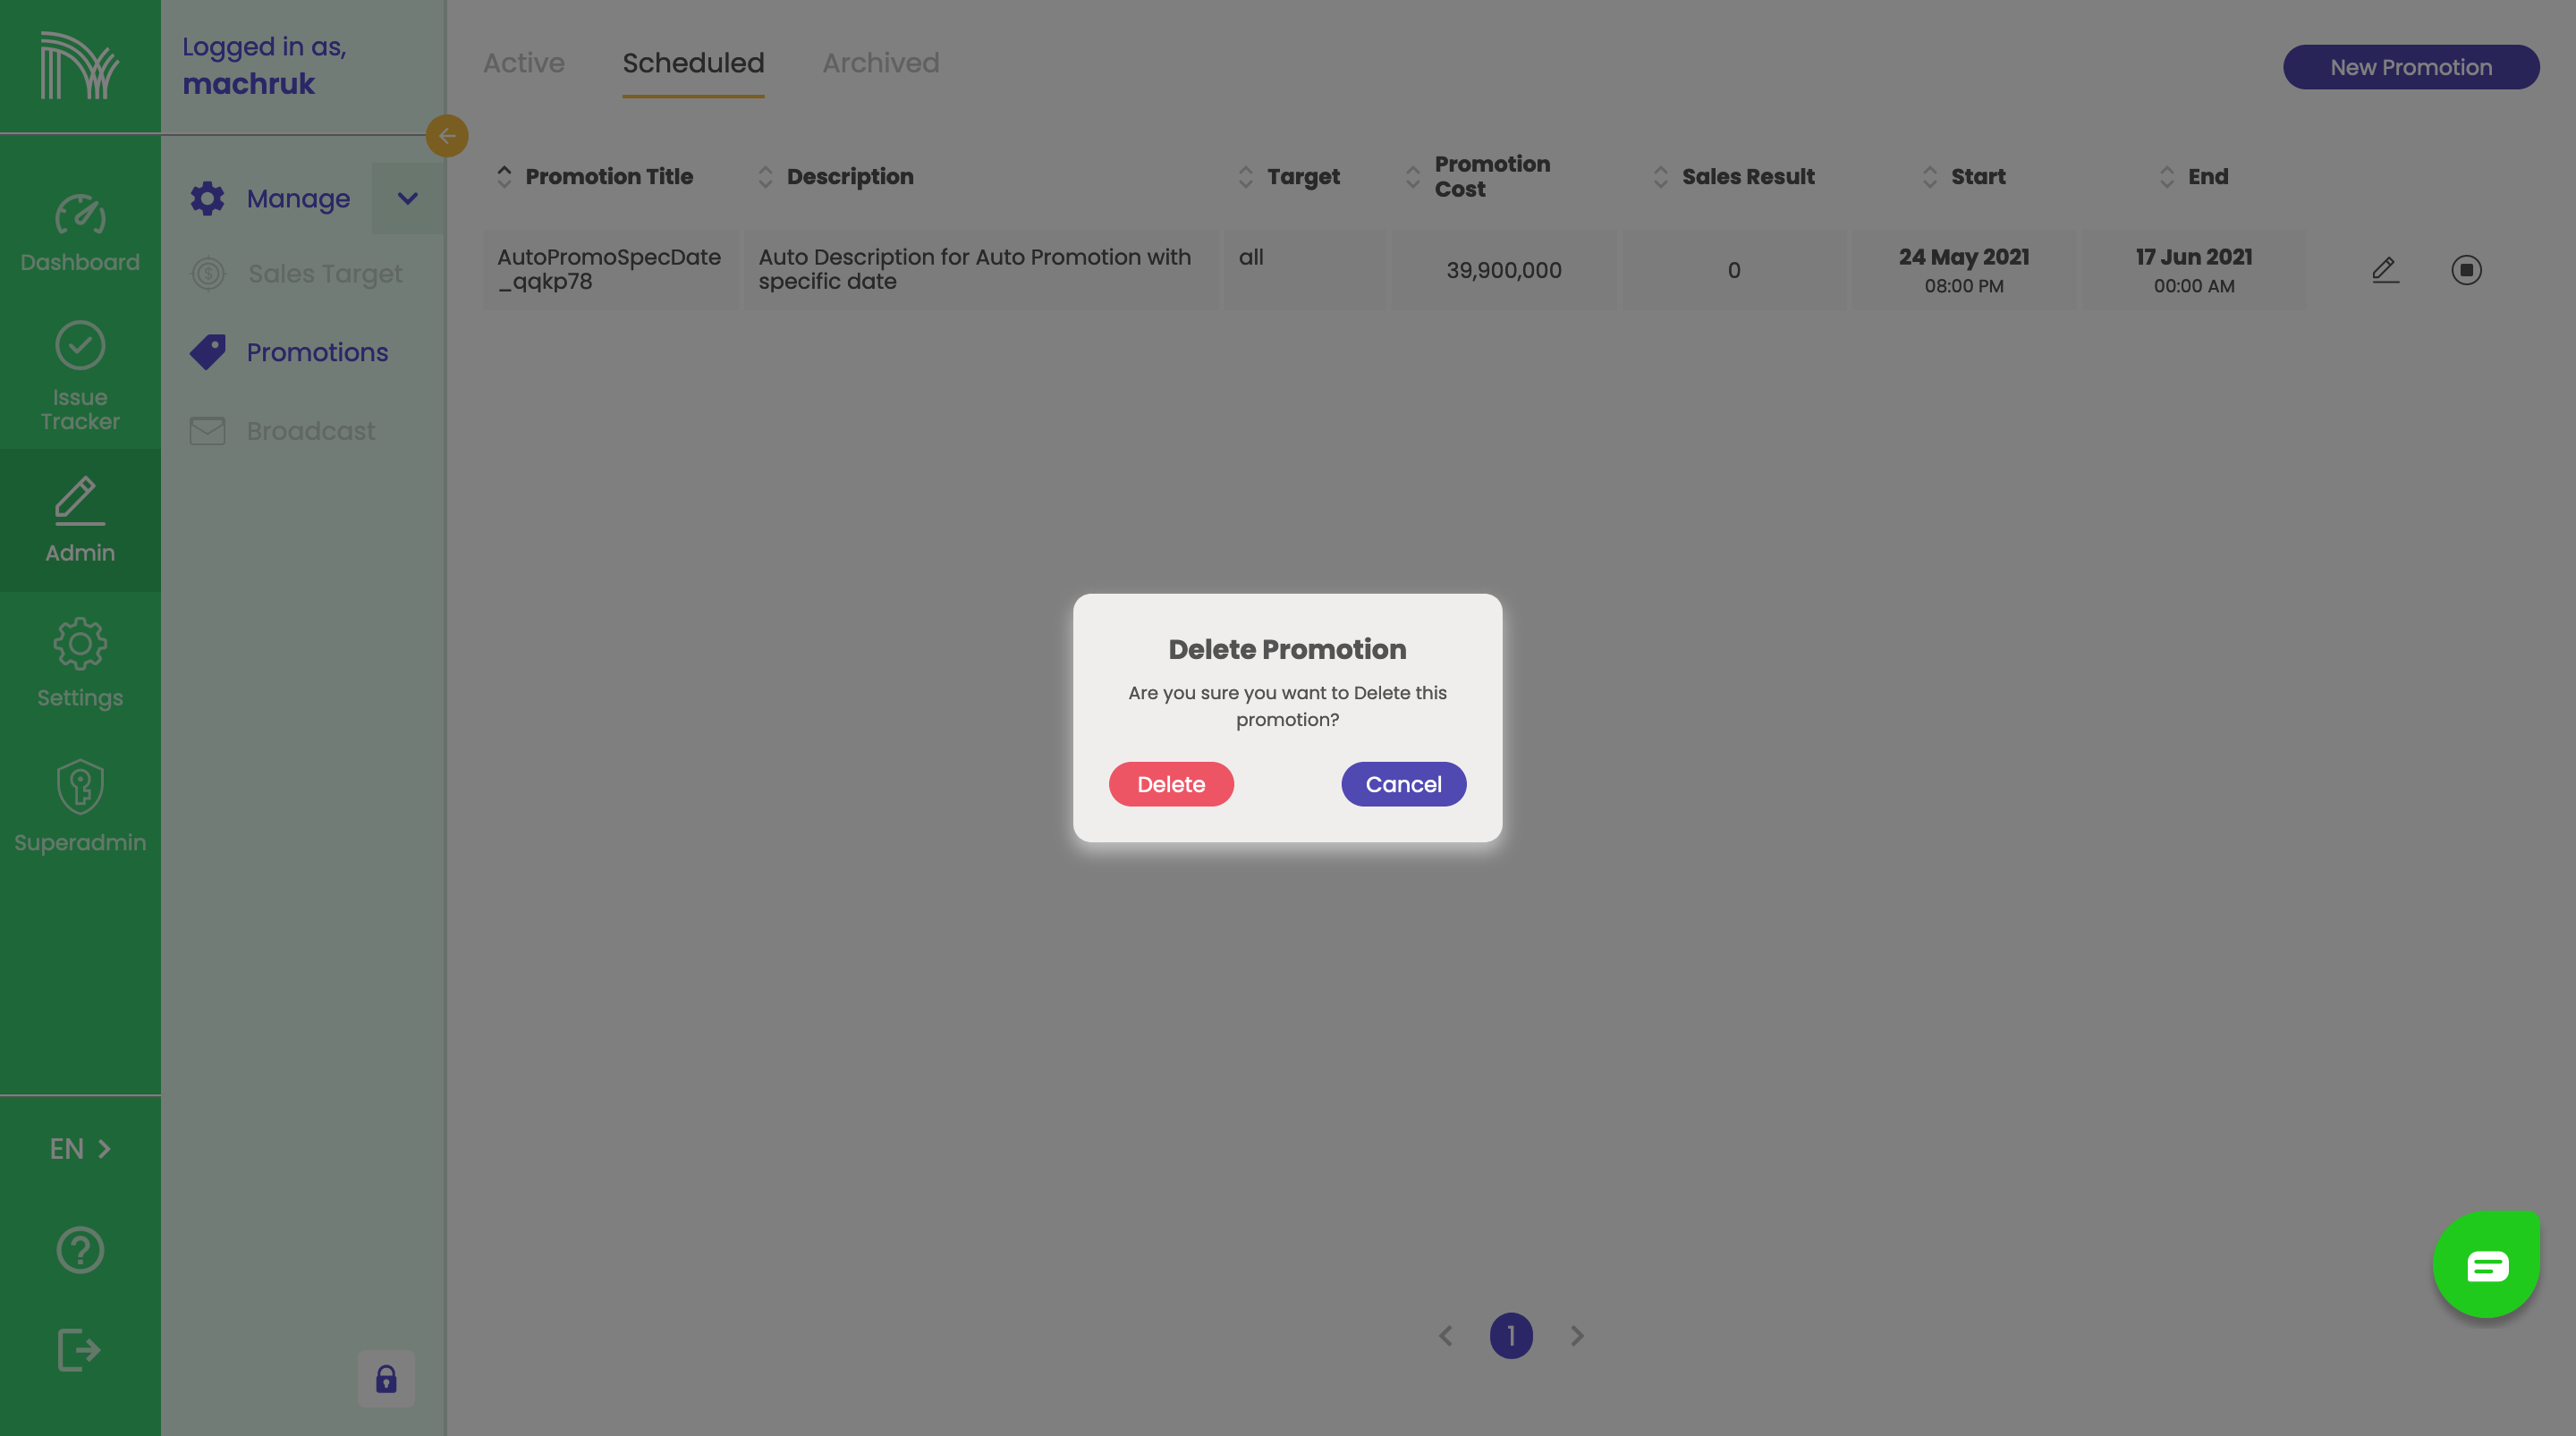 Logged in as,
machruk
Dashboard
Issue
Tracker
Admin
Settings
Superadmin
EN
Manage
Sales Target
Promotions
Broadcast
Active
Scheduled
Archived
New Promotion
Promotion Title
Description
Target
Promotion
Cost
Sales Result
Start
End
AutoPromoSpecDate
_qqkp78
Auto Description for Auto Promotion with
specific date
all
39,900,000
0
24 May 2021
08:00 PM
17 Jun 2021
00:00 AM
Delete Promotion
Are you sure you want to Delete this
promotion?
Delete
Cancel
1